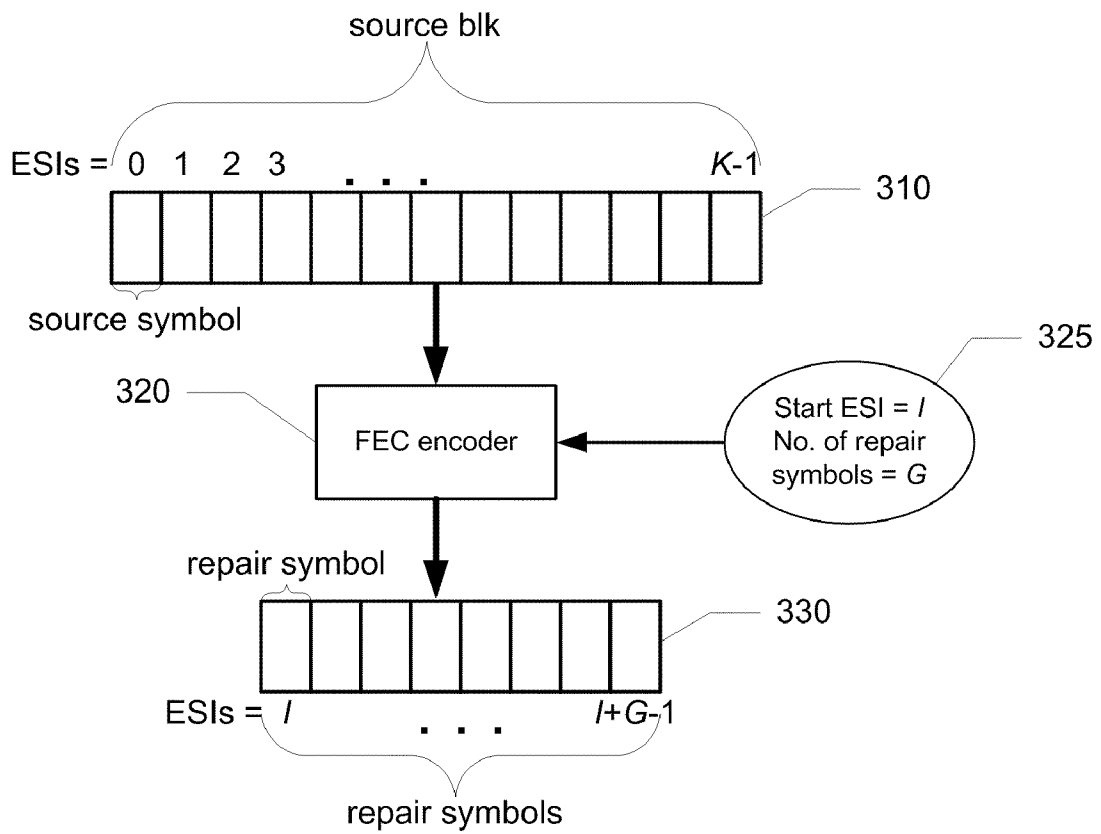 source blk
ESIs = 0 1 2 3 . . . K-1
310
source symbol
325
320
Start ESI = I
No. of repair
symbols = G
FEC encoder
repair symbol
330
ESIs = I . . . I+G-1
repair symbols